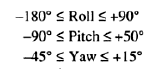 −180° ≤ Roll ≤ +90°
−90° ≤ Pitch ≤ +50°
−45° ≤ Yaw ≤ +15°